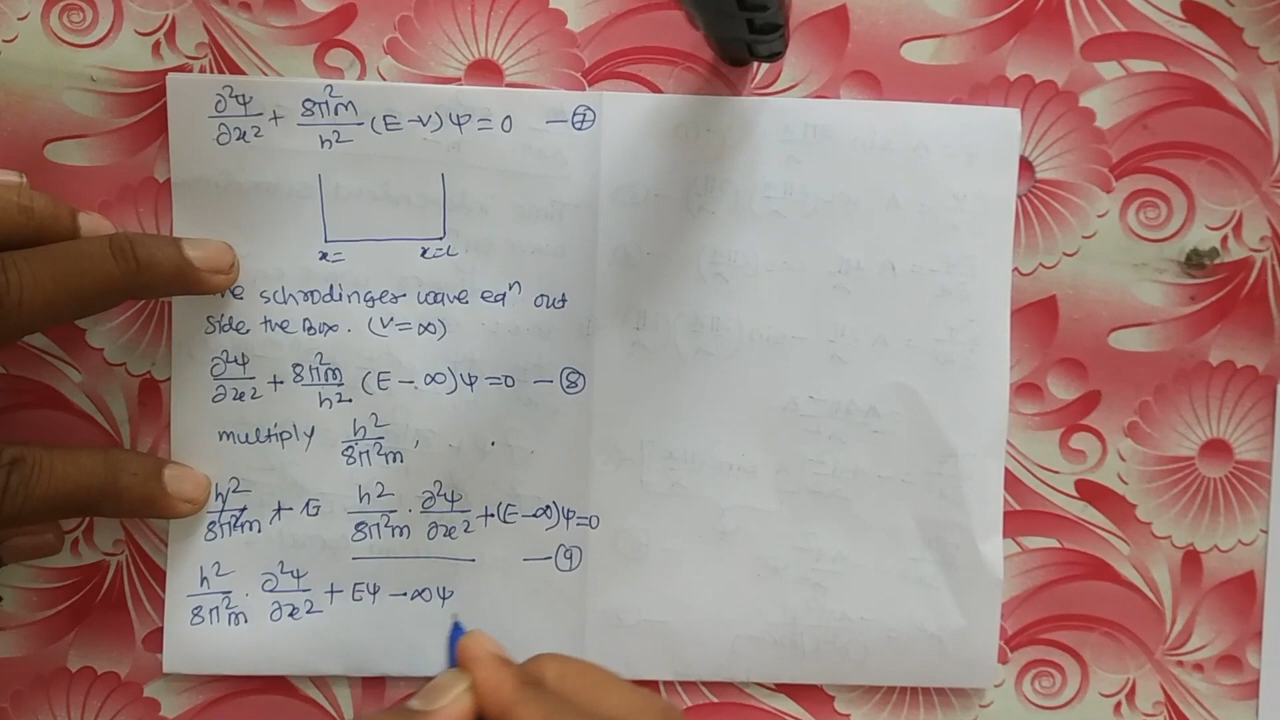 ∂²ψ/∂x² + 8π²m/h² (E-V)ψ = 0 — ⑦
x= x=L
schrodinger wave eqⁿ out
side the Box. (V=∞)
∂²ψ/∂x² + 8π²m/h² (E-∞)ψ=0 — ⑧
multiply h²/8π²m,
h²/8π²m + E h²/8π²m · ∂²ψ/∂x² + (E-∞)ψ=0
— ⑨
h²/8π²m · ∂²ψ/∂x² + Eψ - ∞ψ